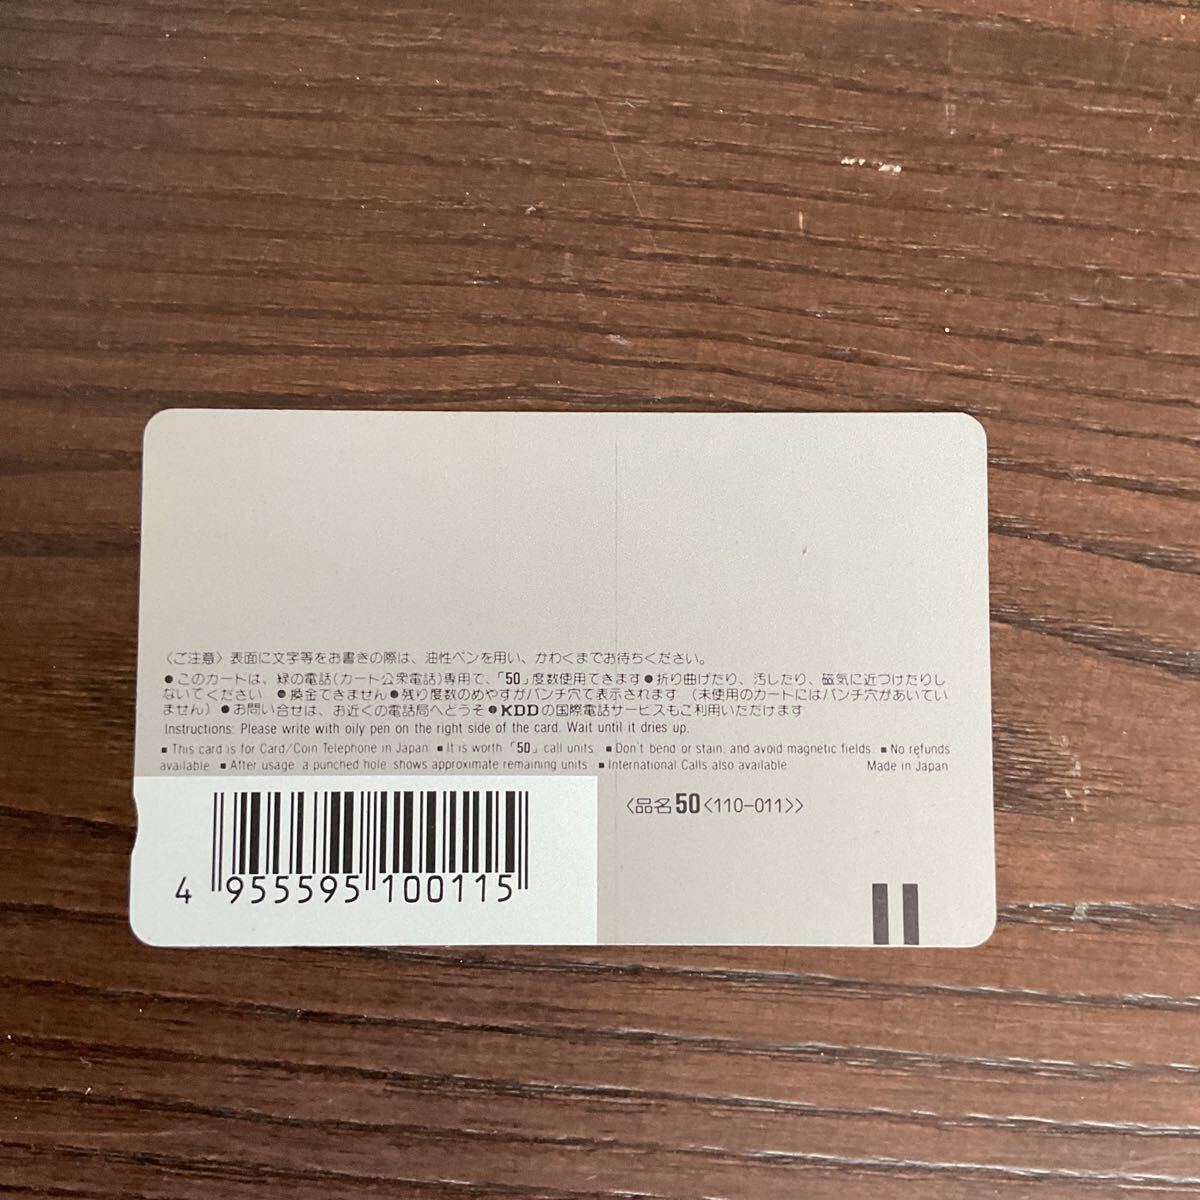 〈ご注意〉表面に文字等をお書きの際は、油性ペンを用い、かわくまでお待ちください。
●このカードは、緑の電話(カード公衆電話)専用で、「50」度数使用できます●折り曲げたり、汚したり、磁気に近づけたりし
ないでください ●換金できません●残り度数のめやすがパンチ穴で表示されます (未使用のカードにはパンチ穴があいてい
ません)●お問い合せは、お近くの電話局へどうぞ●KDDの国際電話サービスもご利用いただけます
Instructions: Please write with oily pen on the right side of the card. Wait until it dries up.
■This card is for Card/Coin Telephone in Japan ■It is worth「50」call units ■Don't bend or stain, and avoid magnetic fields ■No refunds
available ■After usage a punched hole shows approximate remaining units ■International Calls also available Made in Japan
〈品名50〈110-011〉〉
4 955595 100115